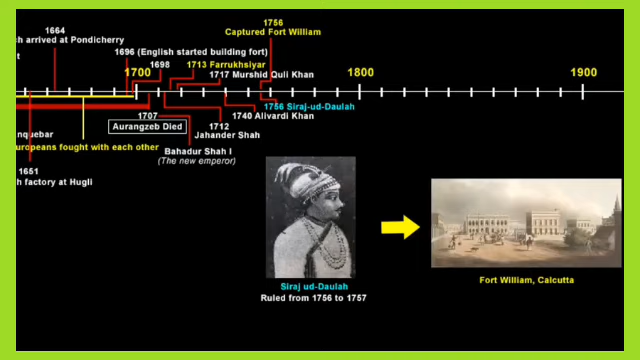 1756
Captured Fort William
1664
ch arrived at Pondicherry
1696 (English started building fort)
1698
1713 Farrukhsiyar
1717 Murshid Quli Khan
1700
1800
1900
1756 Siraj-ud-Daulah
1740 Alivardi Khan
1707
Aurangzeb Died
1712
Jahander Shah
nquebar
uropeans fought with each other
Bahadur Shah I
(The new emperor)
1651
h factory at Hugli
Siraj ud-Daulah
Ruled from 1756 to 1757
Fort William, Calcutta